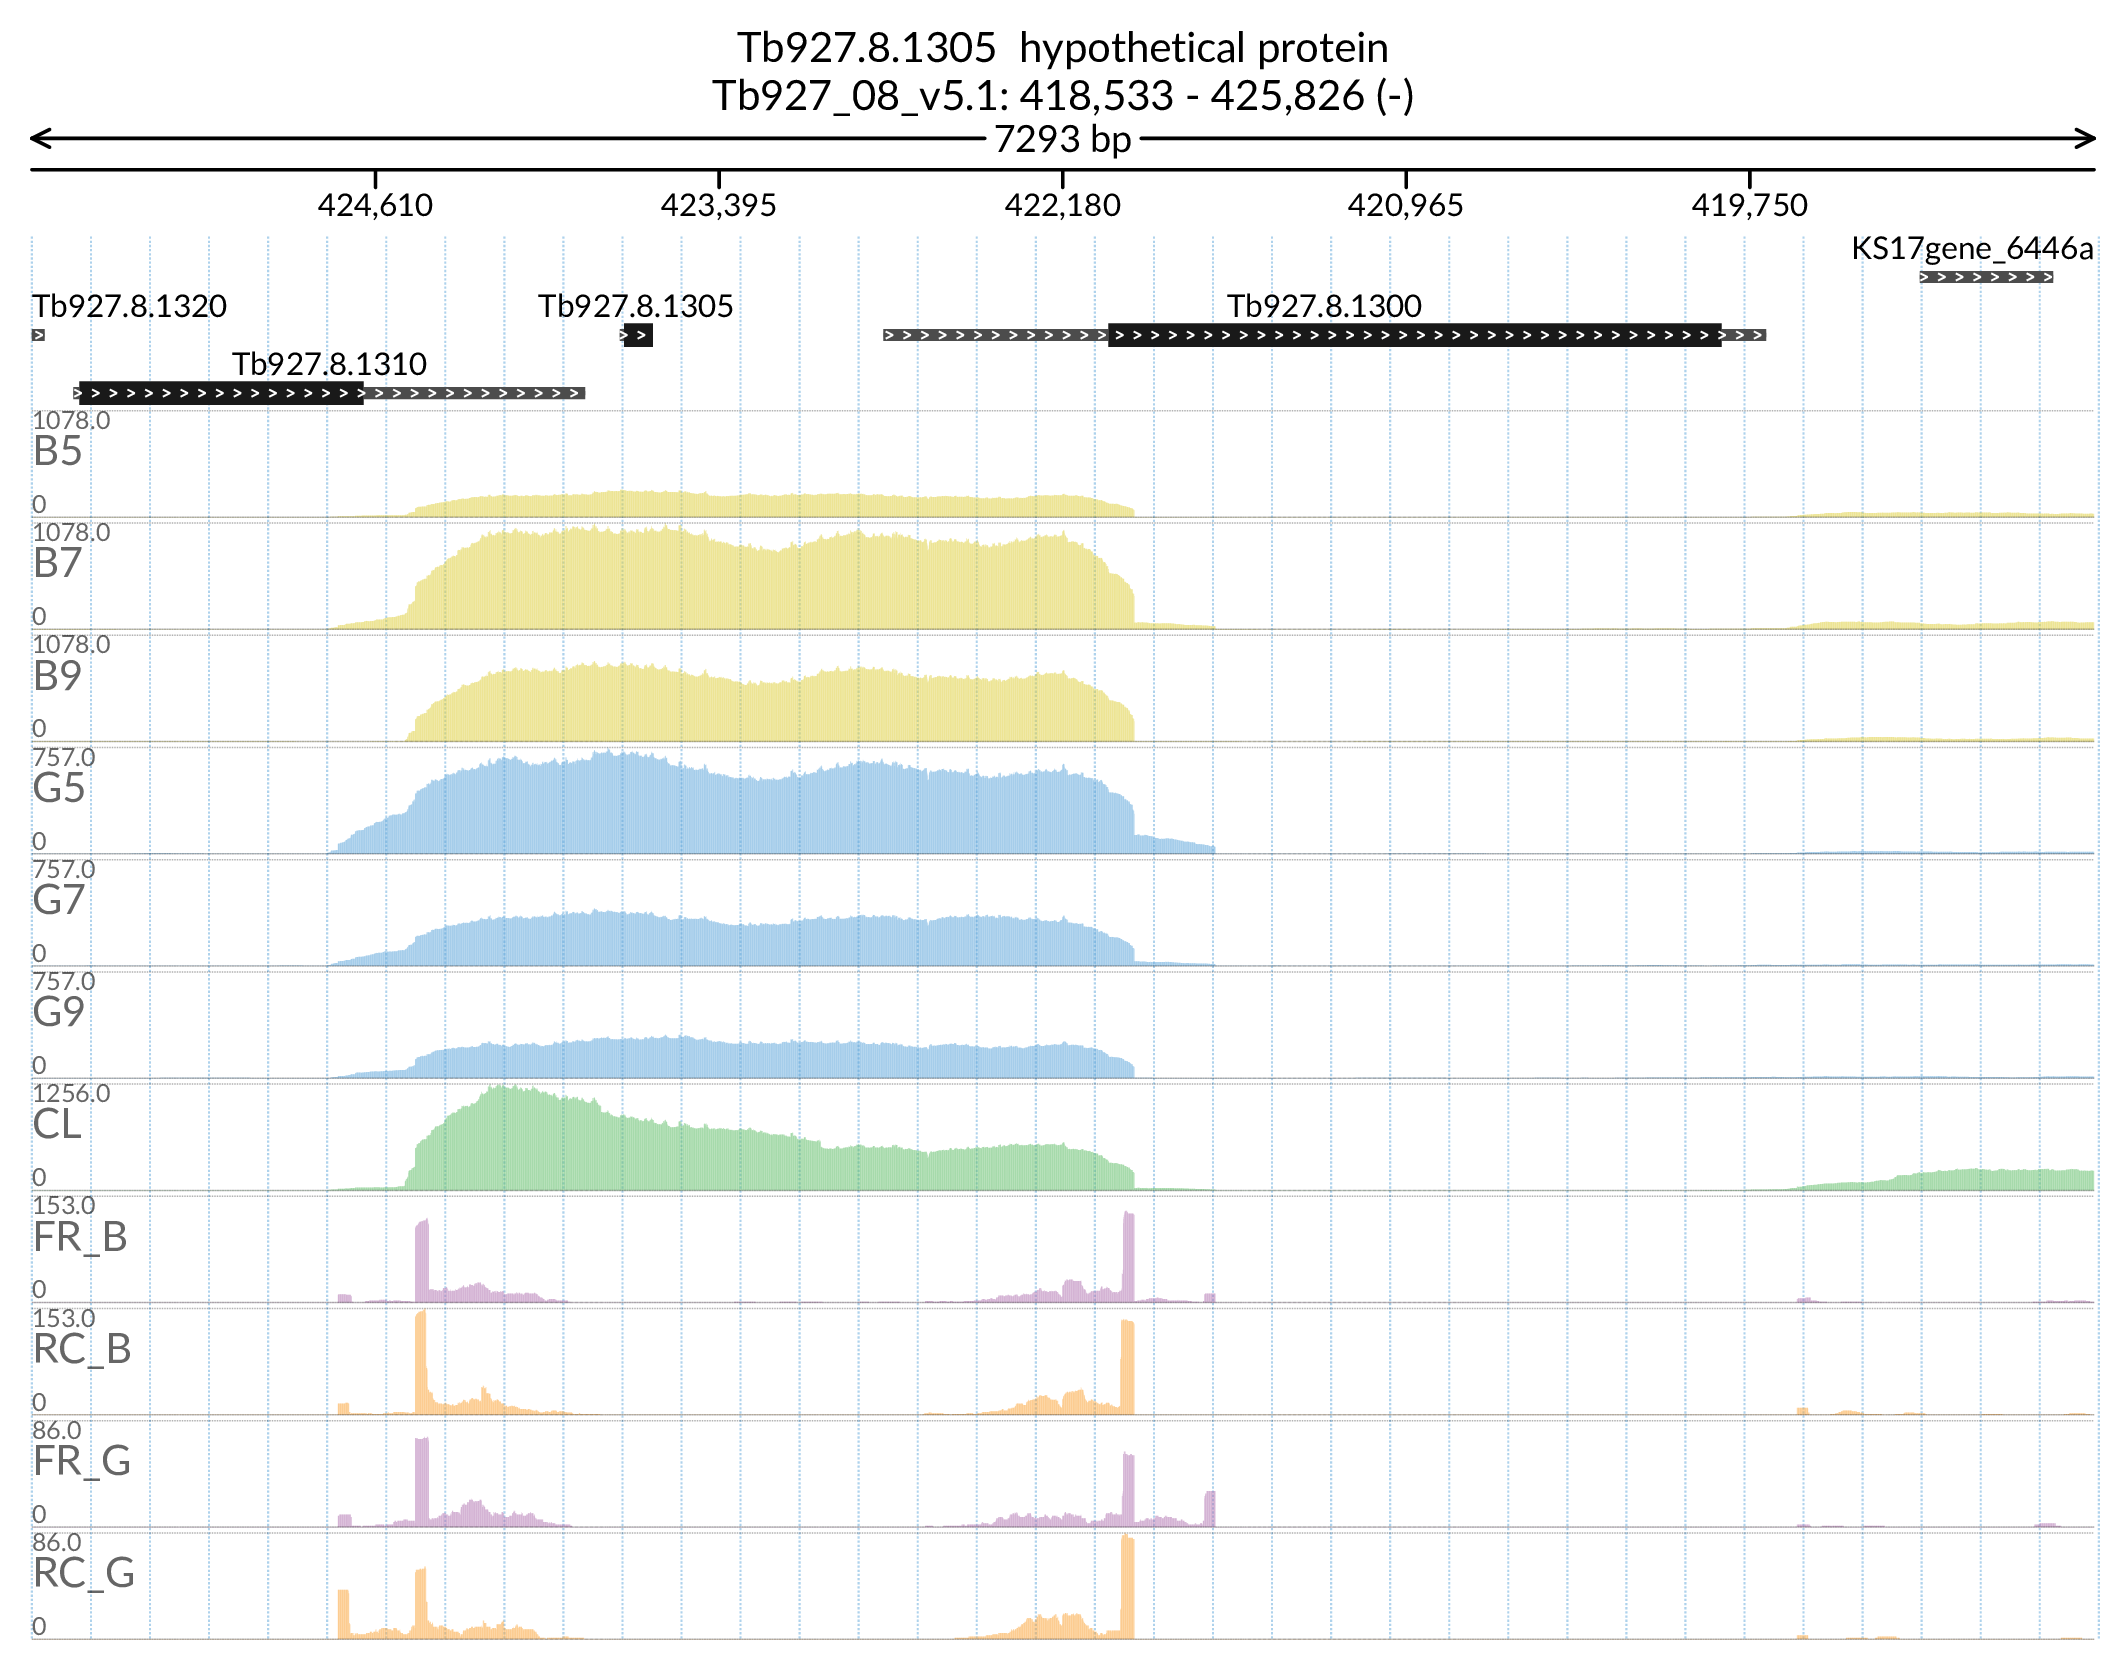 Tb927.8.1305  hypothetical protein
Tb927_08_v5.1: 418,533 - 425,826 (-)
7293 bp
424,610 423,395 422,180 420,965 419,750
KS17gene_6446a
Tb927.8.1320 Tb927.8.1305 Tb927.8.1300
Tb927.8.1310
1078.0
B5
0
1078.0
B7
0
1078.0
B9
0
757.0
G5
0
757.0
G7
0
757.0
G9
0
1256.0
CL
0
153.0
FR_B
0
153.0
RC_B
0
86.0
FR_G
0
86.0
RC_G
0